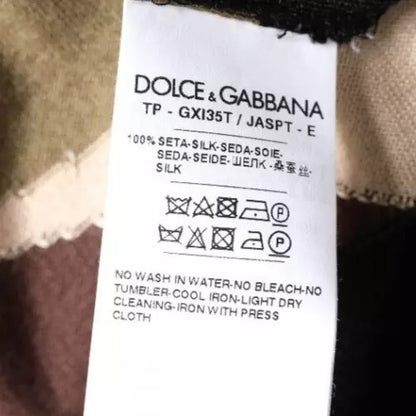 DOLCE & GABBANA
TP - GXI35T / JASPT - E
100% SETA-SILK-SEDA-SOIE-
SEDA-SEIDE-ШЕЛК-桑蚕丝-
SILK
P
P
NO WASH IN WATER-NO BLEACH-NO
TUMBLER-COOL IRON-LIGHT DRY
CLEANING-IRON WITH PRESS
CLOTH